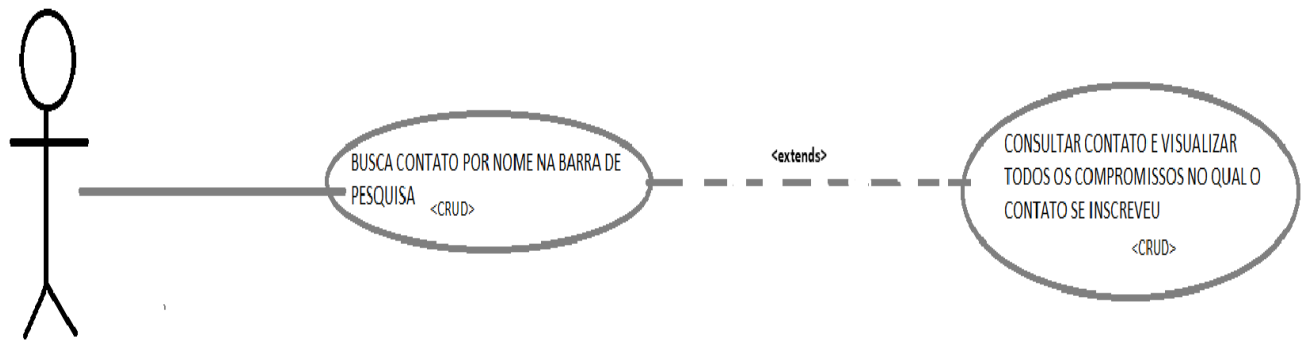 BUSCA CONTATO POR NOME NA BARRA DE
PESQUISA
<CRUD>
<extends>
CONSULTAR CONTATO E VISUALIZAR
TODOS OS COMPROMISSOS NO QUAL O
CONTATO SE INSCREVEU
<CRUD>